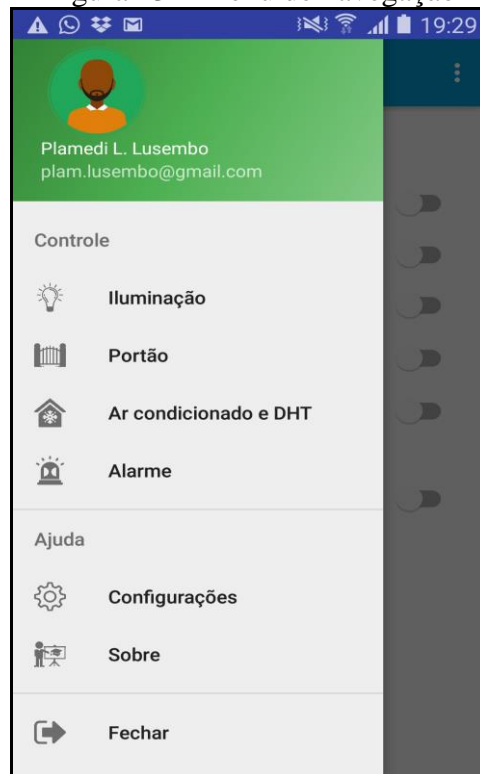 19:29
Plamedi L. Lusembo
plam.lusembo@gmail.com
Controle
Iluminação
Portão
Ar condicionado e DHT
Alarme
Ajuda
Configurações
Sobre
Fechar